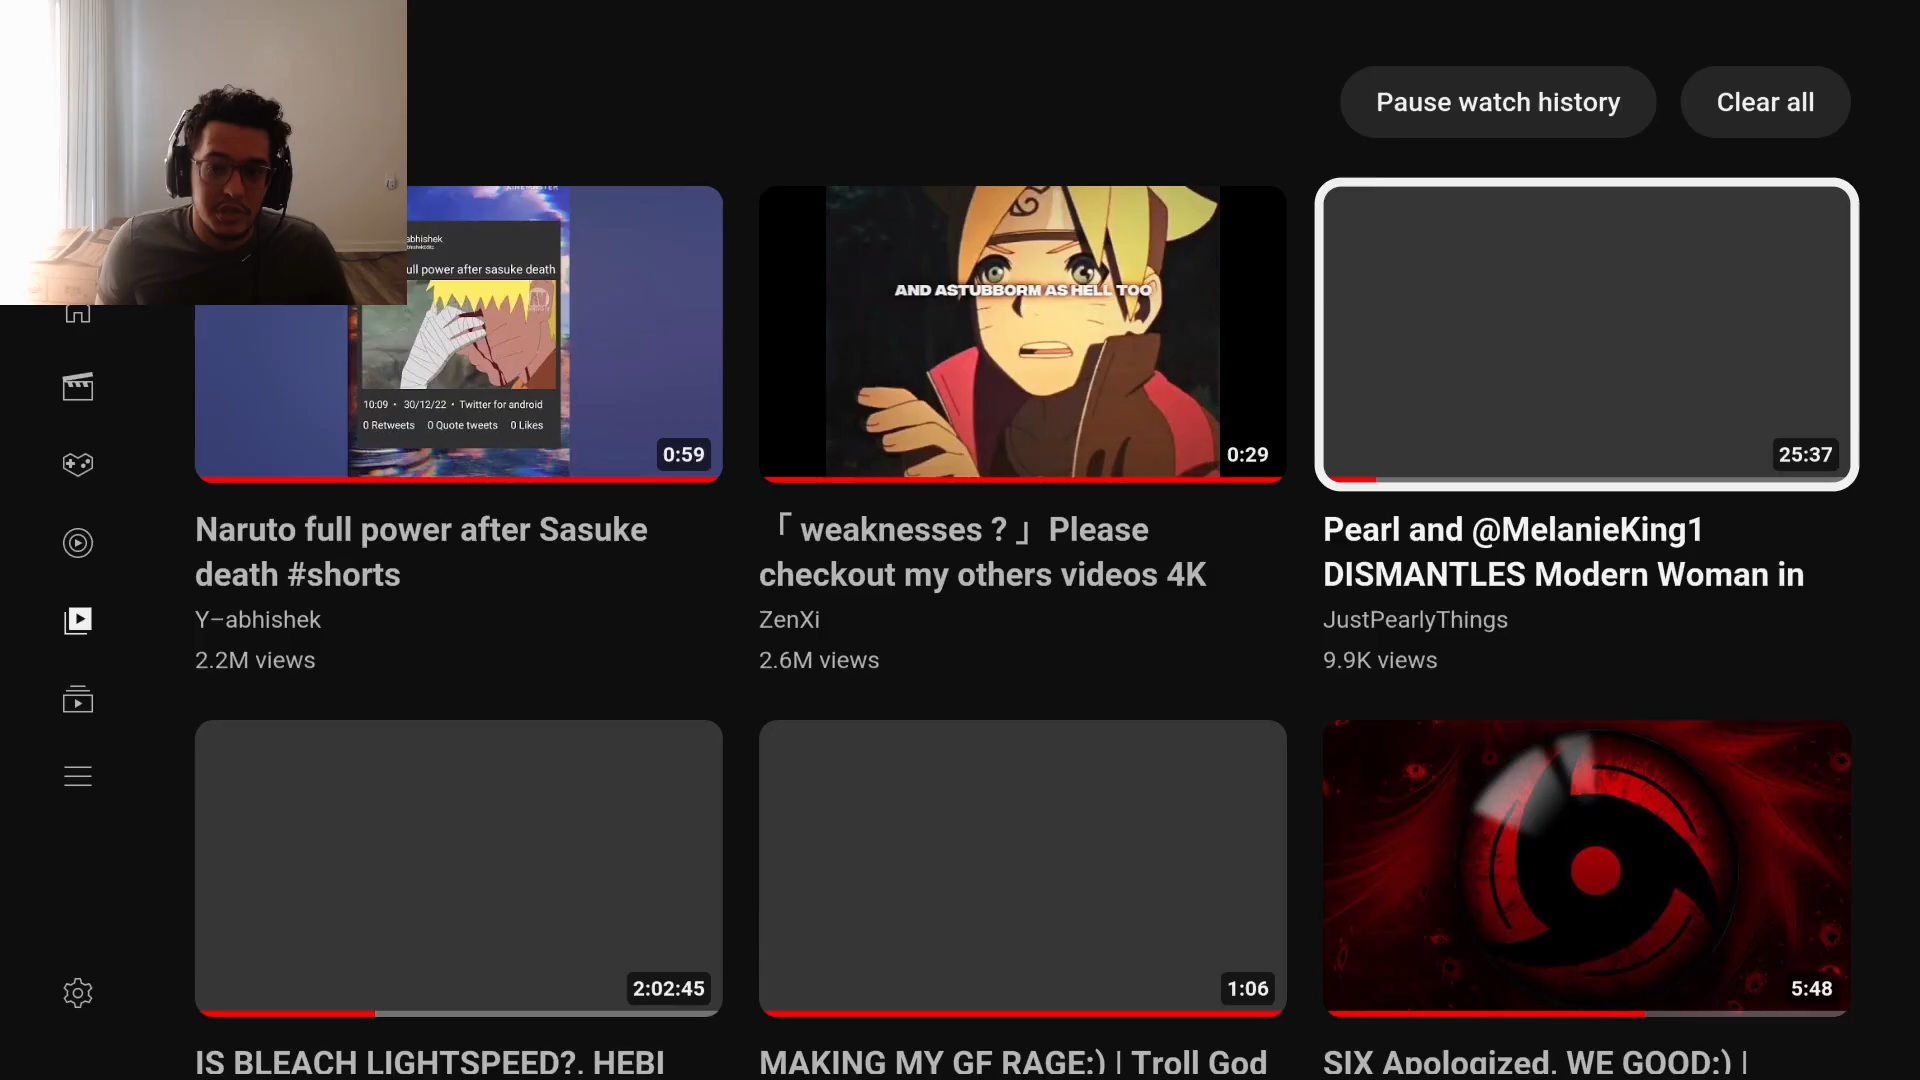 Pause watch history
Clear all
abhishek
ull power after sasuke death
10:09 • 30/12/22 • Twitter for android
0 Retweets 0 Quote tweets 0 Likes
0:59
AND ASTUBBORM AS HELL TOO
0:29
25:37
Naruto full power after Sasuke
death #shorts
Y–abhishek
2.2M views
「 weaknesses ? 」 Please
checkout my others videos 4K
ZenXi
2.6M views
Pearl and @MelanieKing1
DISMANTLES Modern Woman in
JustPearlyThings
9.9K views
2:02:45
1:06
5:48
IS BLEACH LIGHTSPEED?. HEBI
MAKING MY GF RAGE:) | Troll God
SIX Apologized. WE GOOD:) |